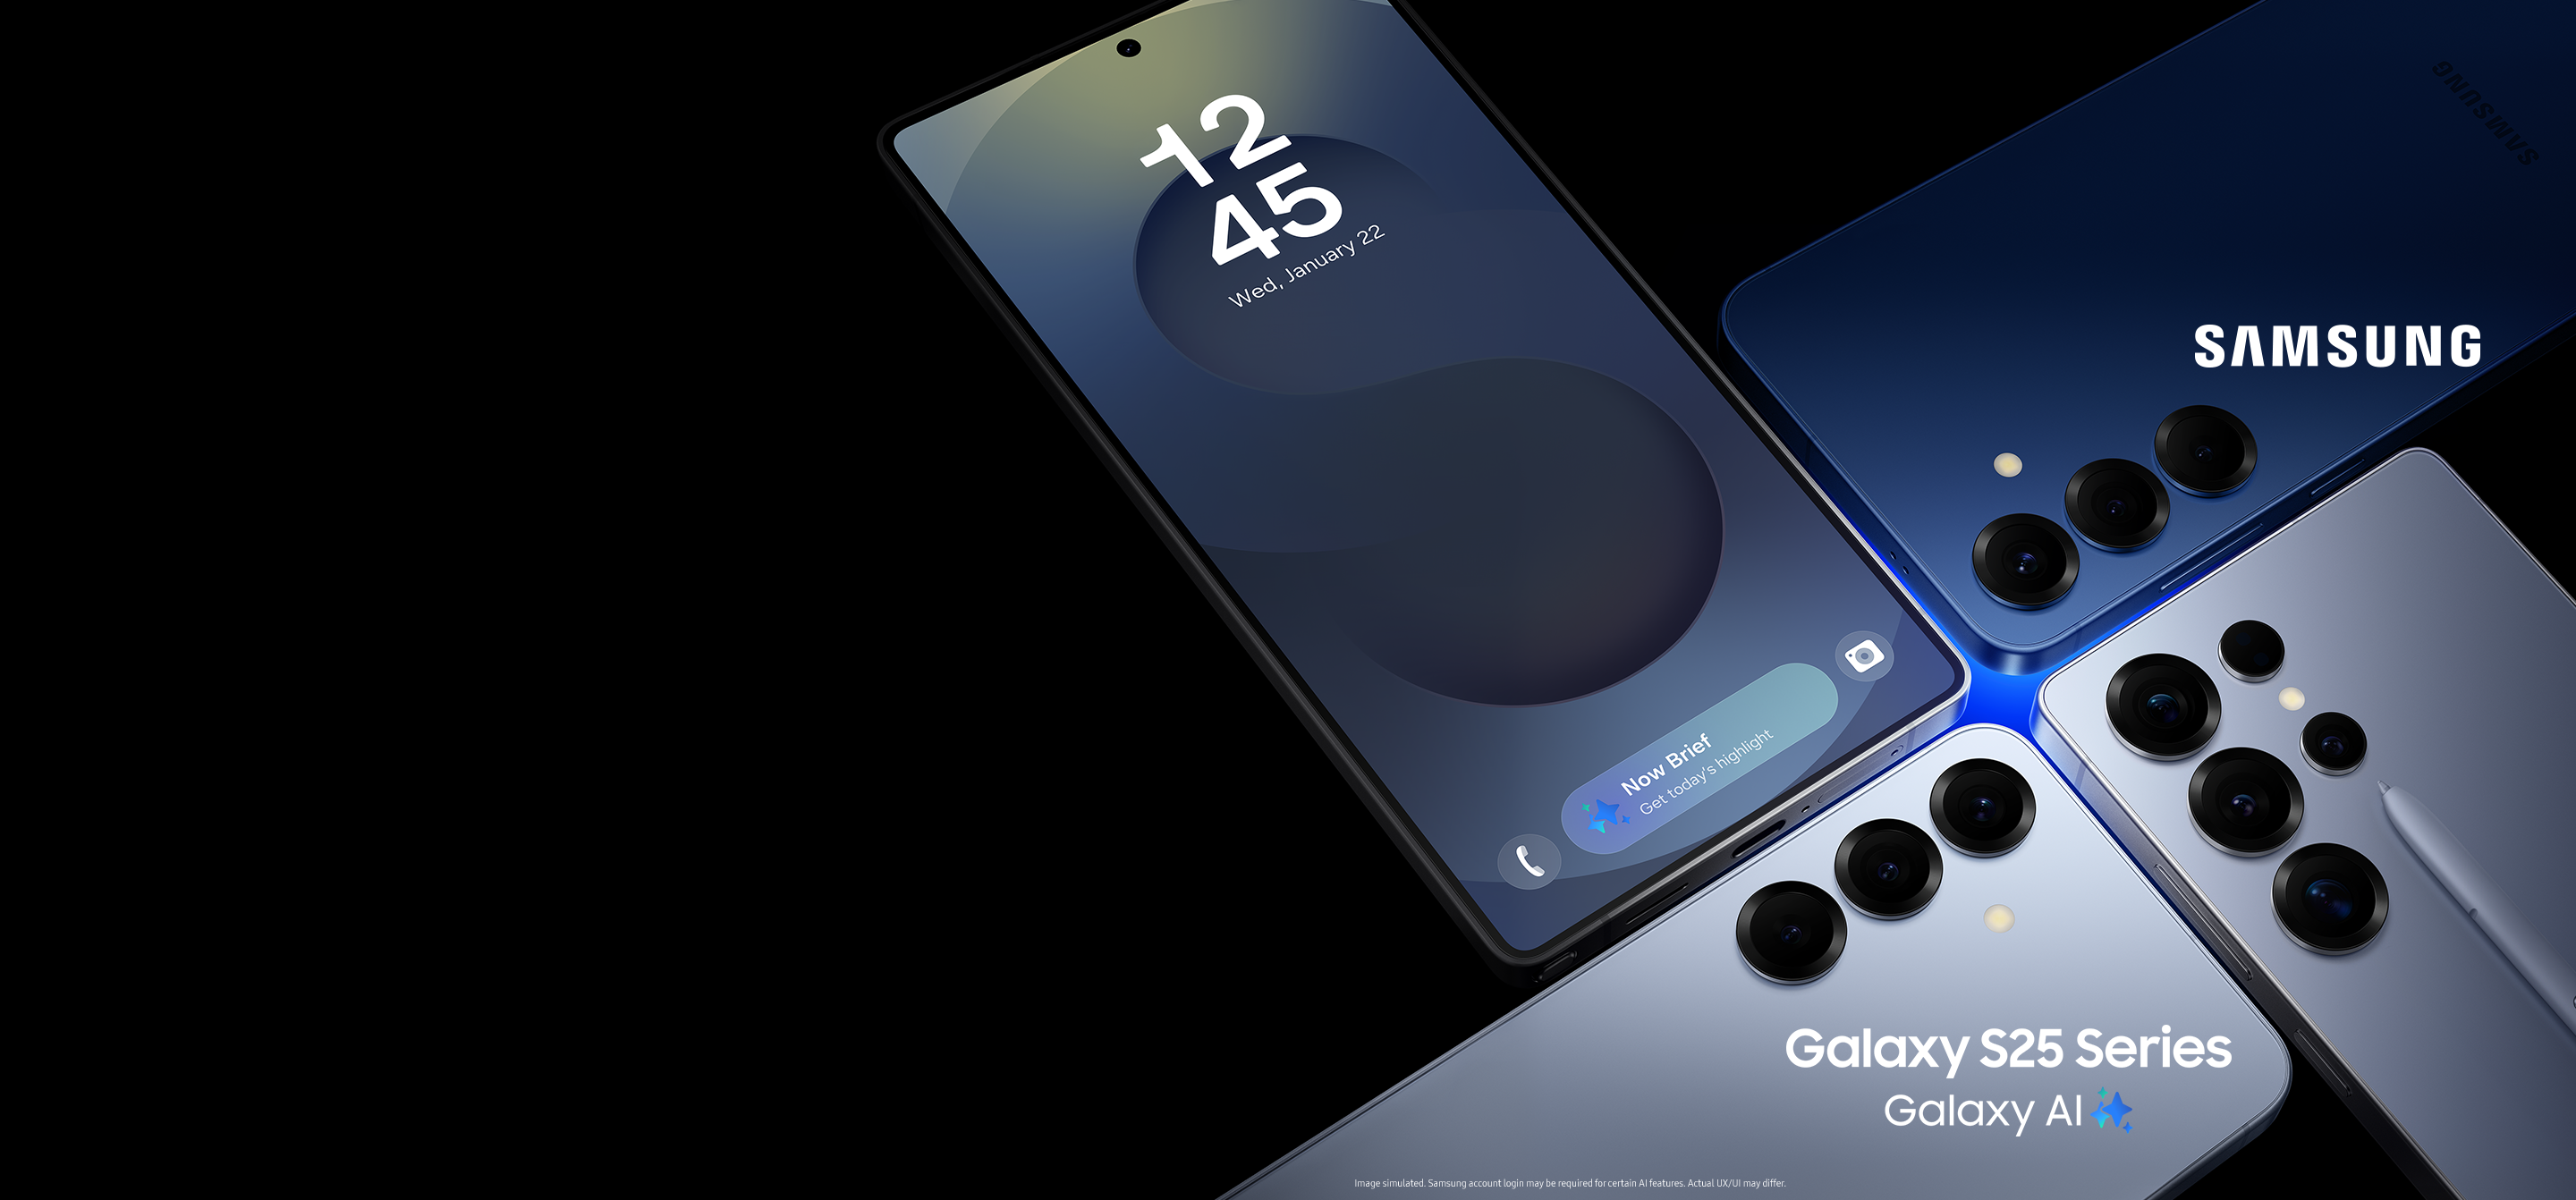 12
45
Wed, January 22
SAMSUNG
SAMSUNG
Now Brief
Get today's highlight
Galaxy S25 Series
Galaxy AI
Image simulated. Samsung account login may be required for certain AI features. Actual UX/UI may differ.